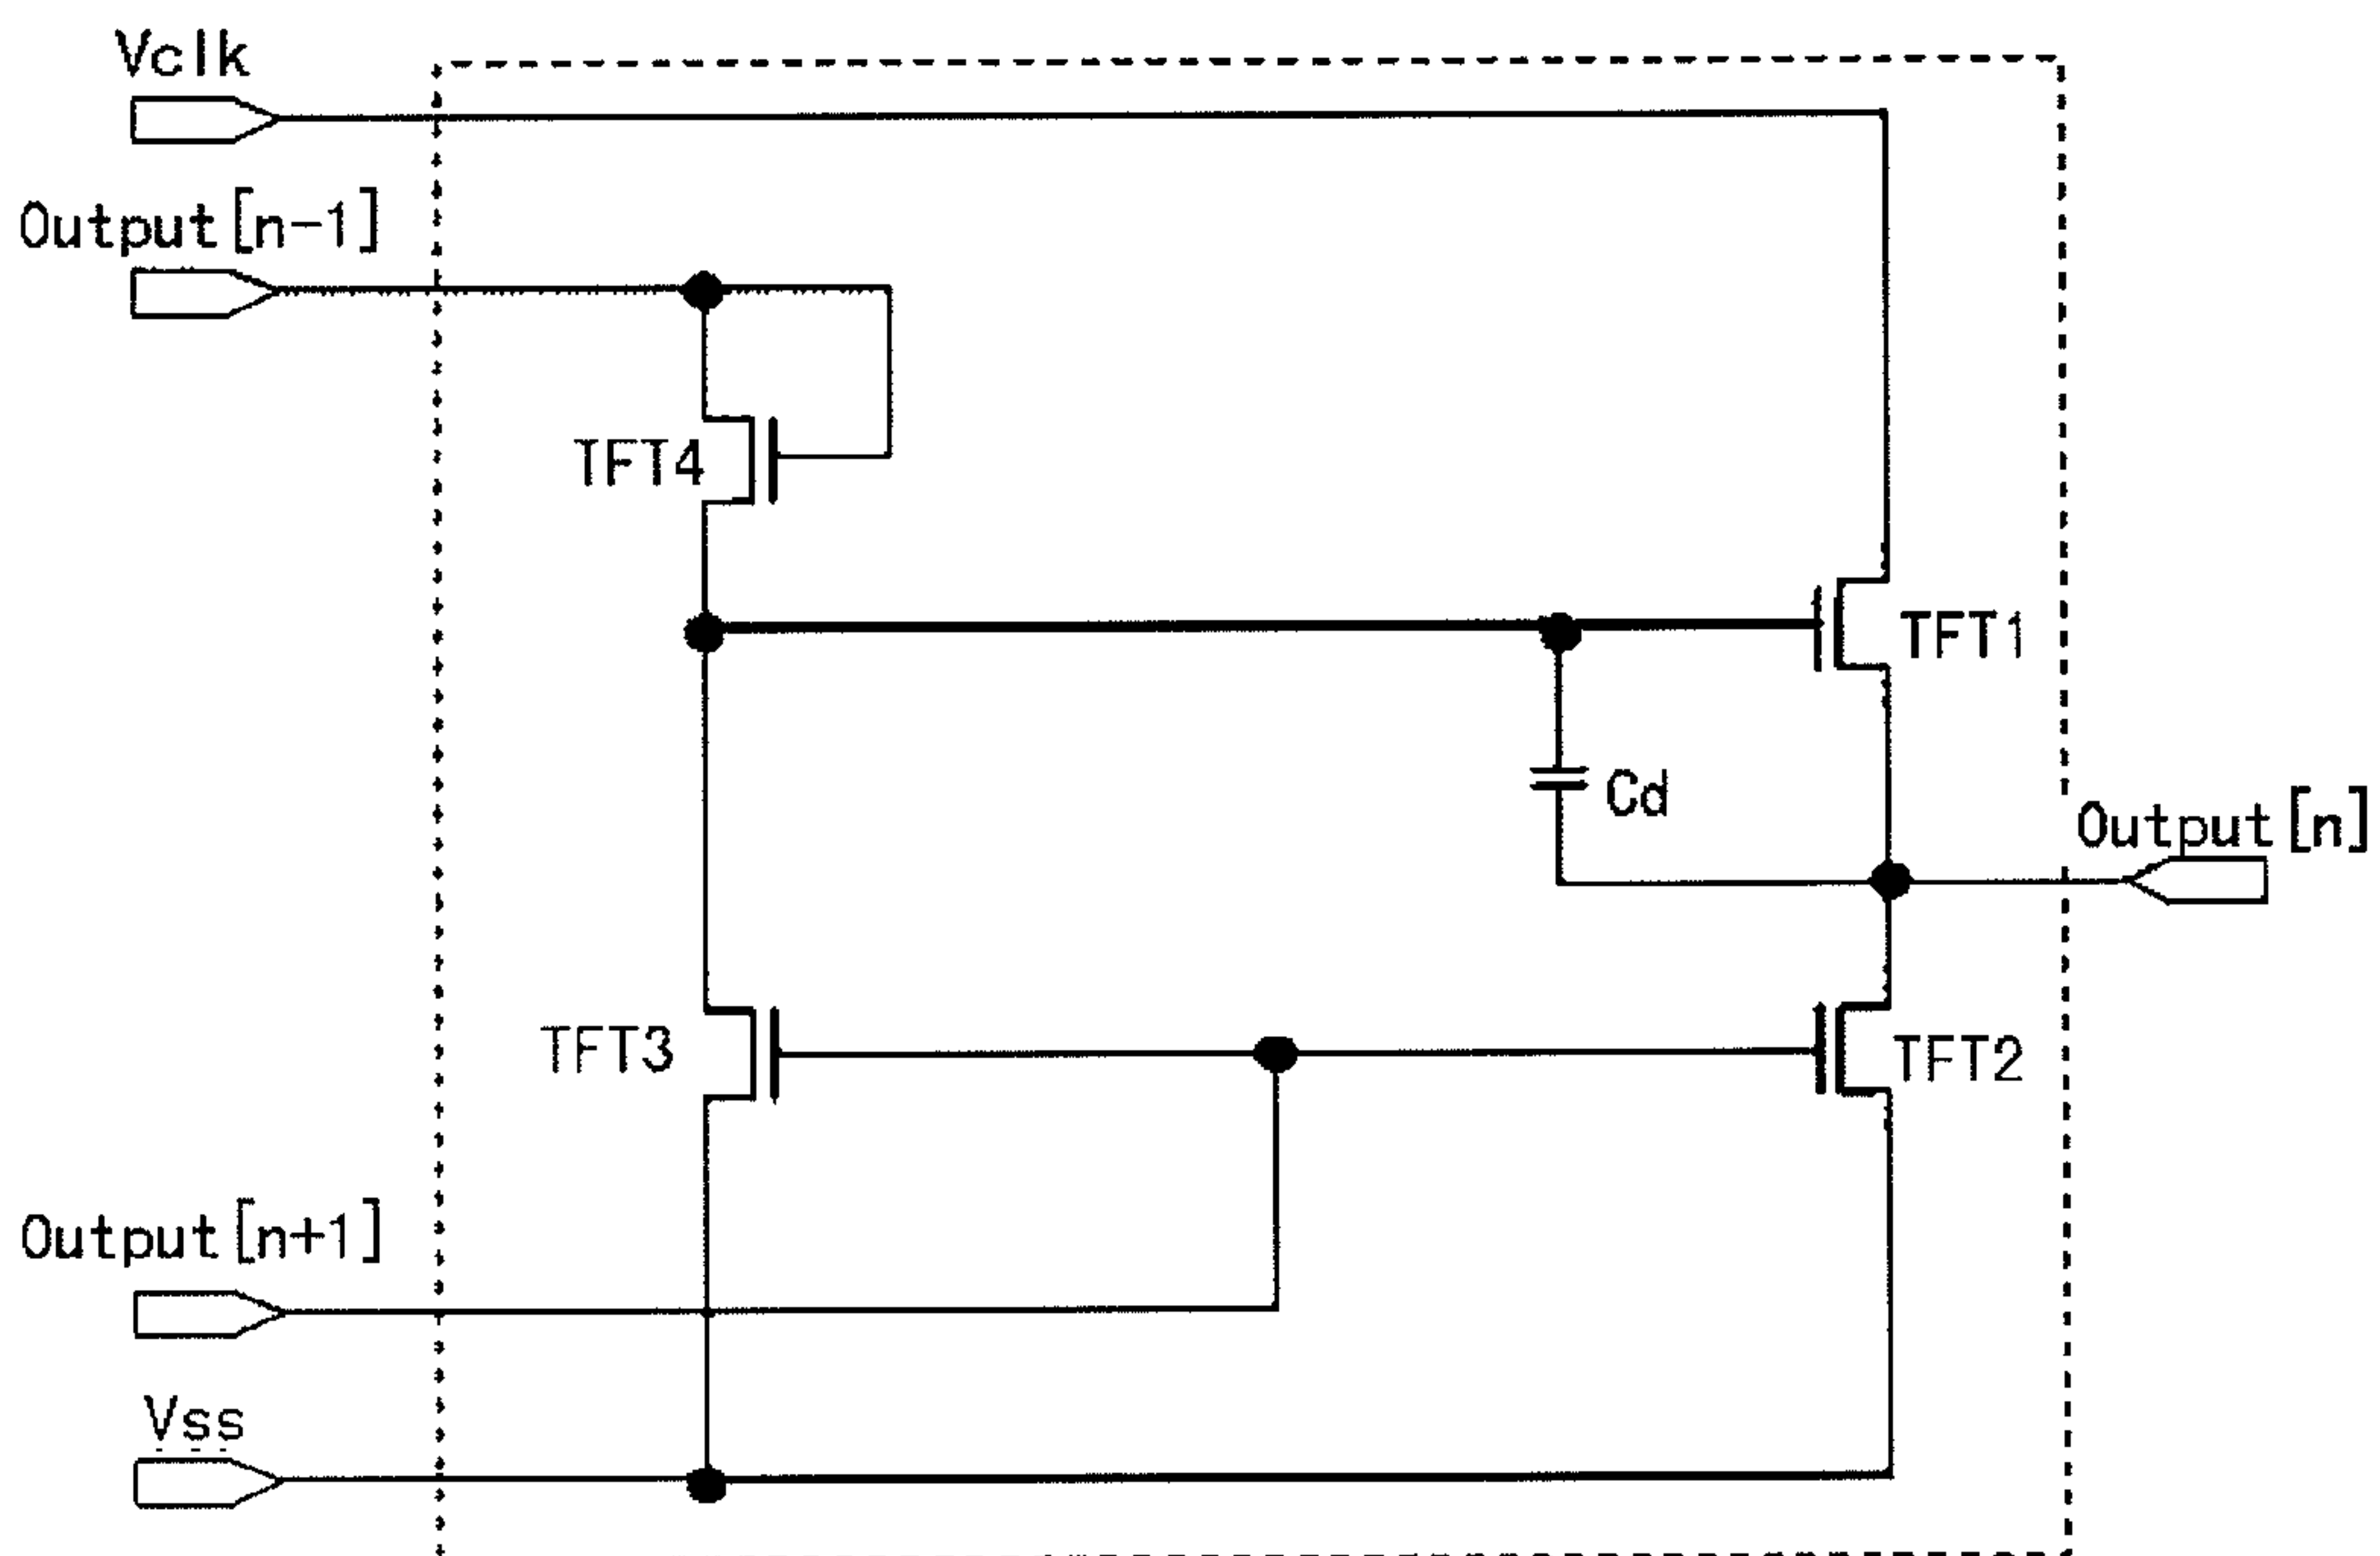 Vclk
Output[n-1]
TFT4
TFT1
Cd
Output[n]
TFT3
TFT2
Output[n+1]
Vss